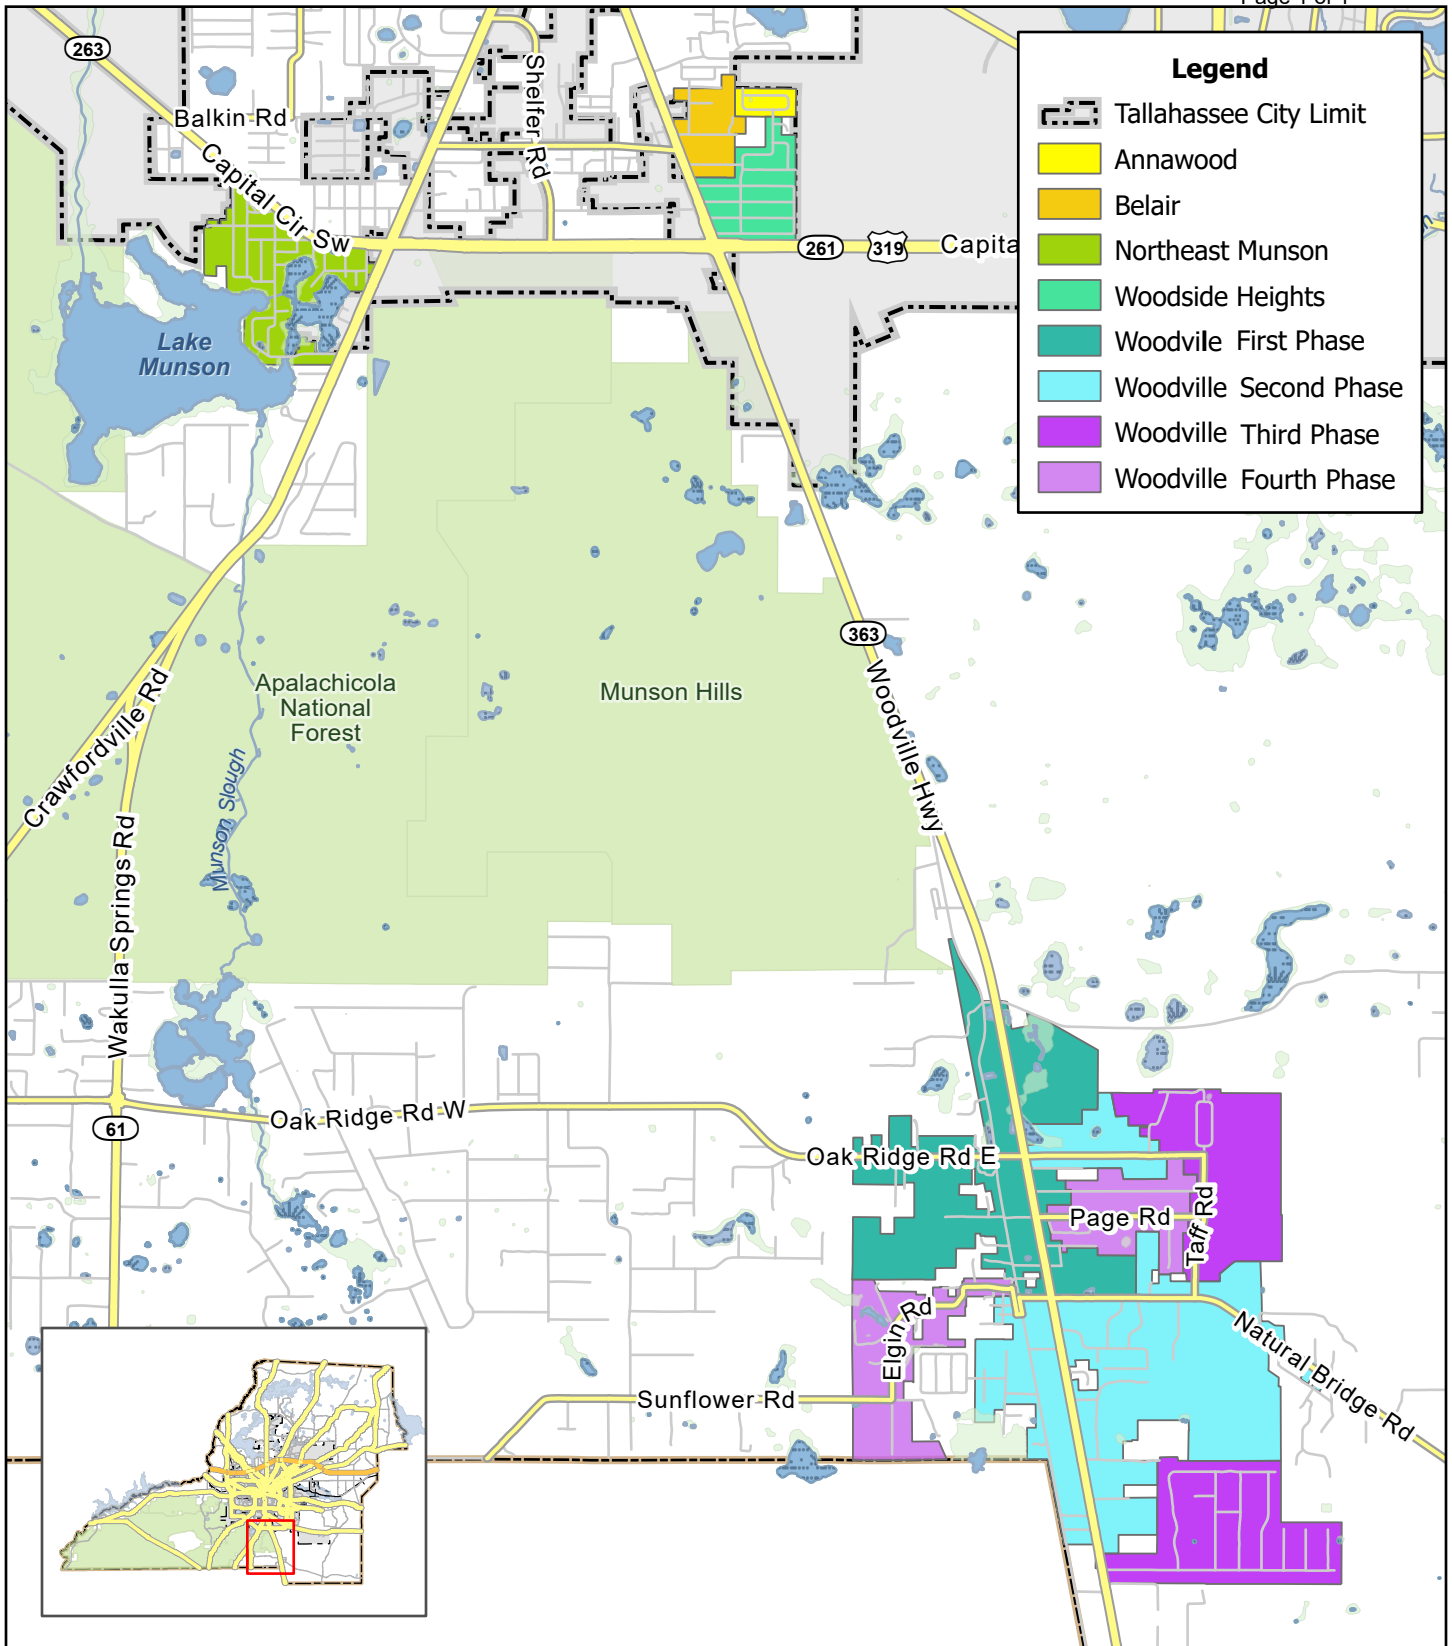 263
Balkin Rd
Shelfer Rd
Capital Cir Sw
261
319
Capita
Legend
Tallahassee City Limit
Annawood
Belair
Northeast Munson
Woodside Heights
Woodvile First Phase
Woodville Second Phase
Woodville Third Phase
Woodville Fourth Phase
Lake
Munson
363
Woodville Hwy
Apalachicola
National
Forest
Munson Hills
Crawfordville Rd
Munson Slough
Wakulla Springs Rd
61
Oak Ridge Rd W
Oak Ridge Rd E
Page Rd
Taff Rd
Elgin Rd
Natural Bridge Rd
Sunflower Rd